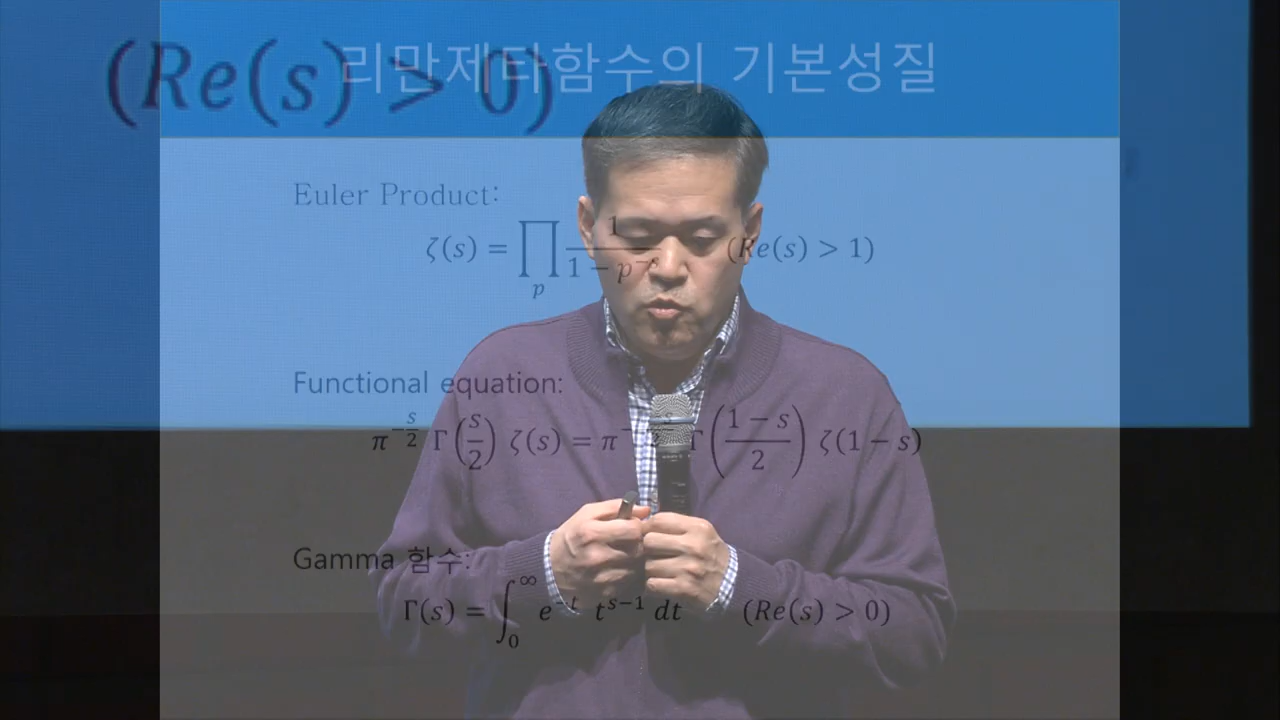 (Re(s) > 0)
리만제타함수의 기본성질
Euler Product:
ζ(s) = ∏_p 1/(1 − p^{−s}) (Re(s) > 1)
Functional equation:
π^{−s/2} Γ(s/2) ζ(s) = π^{−(1−s)/2} Γ((1 − s)/2) ζ(1 − s)
Gamma 함수:
Γ(s) = ∫_0^∞ e^{−t} t^{s−1} dt (Re(s) > 0)